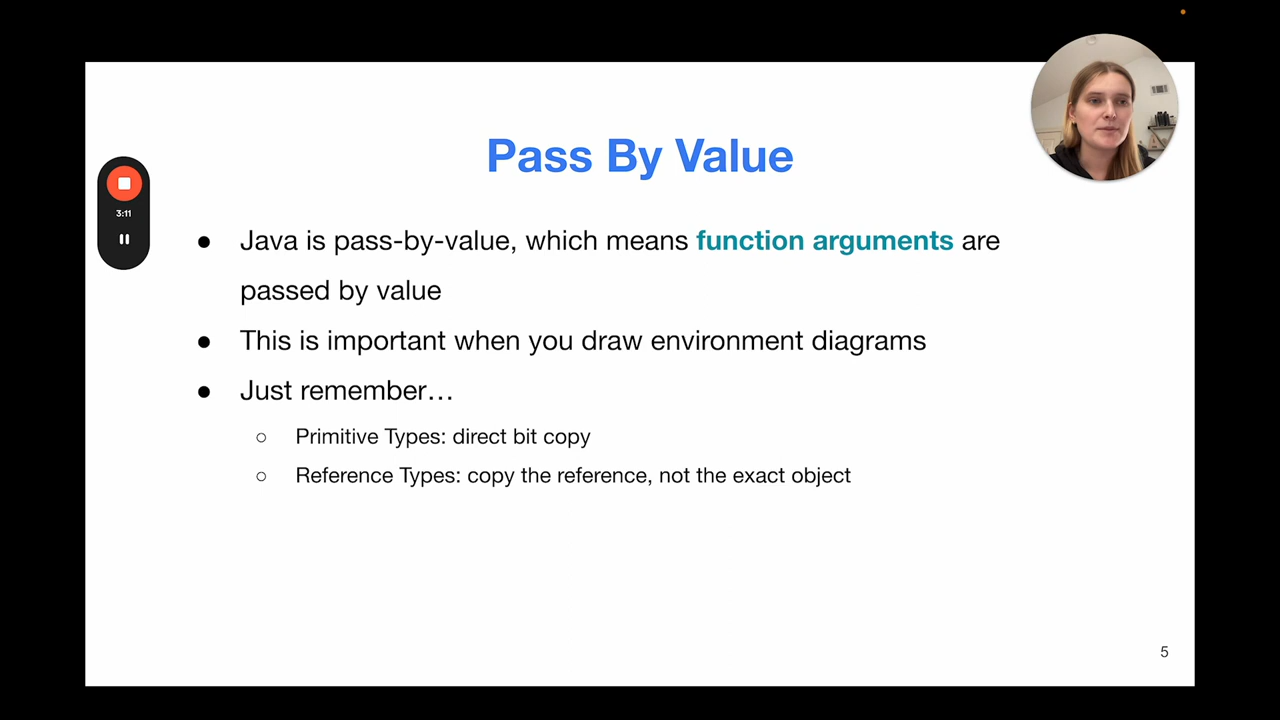 Pass By Value
3:11
● Java is pass-by-value, which means function arguments are
passed by value
● This is important when you draw environment diagrams
● Just remember…
○ Primitive Types: direct bit copy
○ Reference Types: copy the reference, not the exact object
5